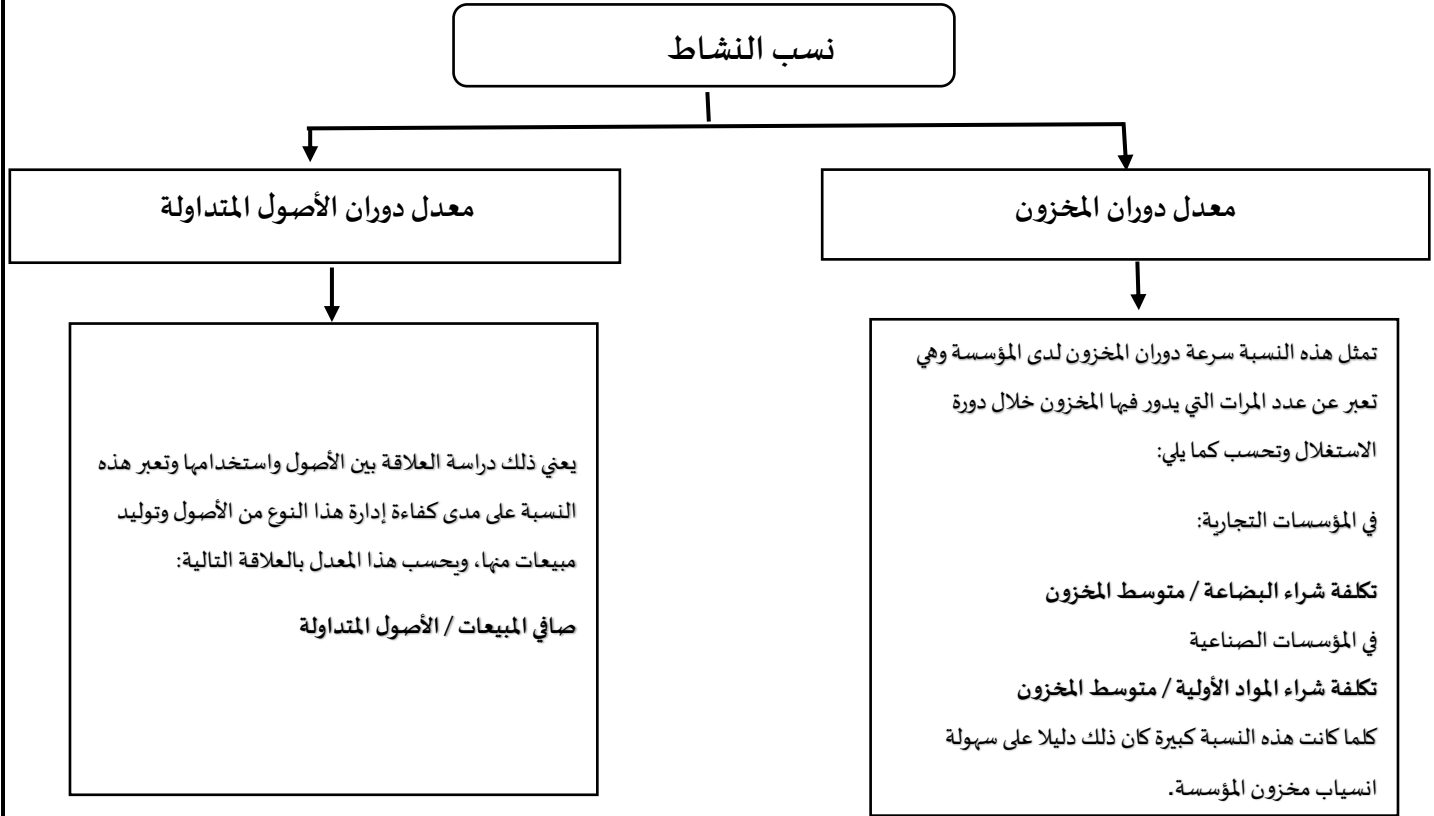 نسب النشاط
معدل دوران المخزون
معدل دوران الأصول المتداولة
تمثل هذه النسبة سرعة دوران المخزون لدى المؤسسة وهي
تعبر عن عدد المرات التي يدور فيها المخزون خلال دورة
الاستغلال وتحسب كما يلي:
في المؤسسات التجارية:
تكلفة شراء البضاعة / متوسط المخزون
في المؤسسات الصناعية
تكلفة شراء المواد الأولية / متوسط المخزون
كلما كانت هذه النسبة كبيرة كان ذلك دليلا على سهولة
انسياب مخزون المؤسسة.
يعني ذلك دراسة العلاقة بين الأصول واستخدامها وتعبر هذه
النسبة على مدى كفاءة إدارة هذا النوع من الأصول وتوليد
مبيعات منها، ويحسب هذا المعدل بالعلاقة التالية:
صافي المبيعات / الأصول المتداولة